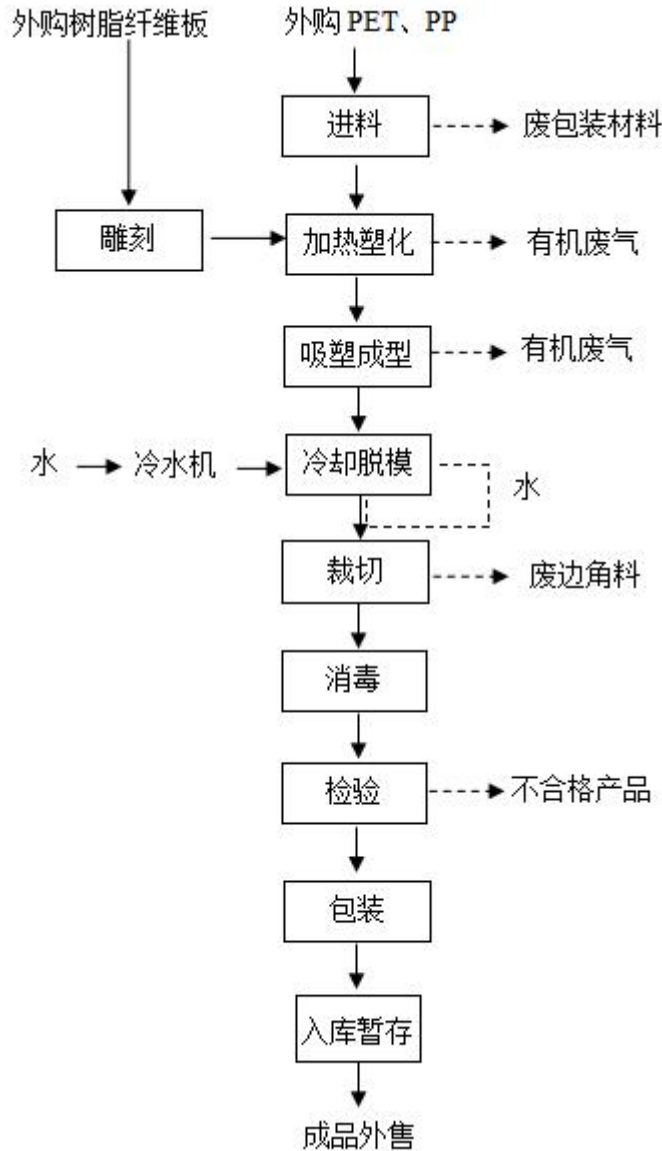 外购树脂纤维板
外购 PET、PP
进料
废包装材料
雕刻
加热塑化
有机废气
吸塑成型
有机废气
水
冷水机
冷却脱模
水
裁切
废边角料
消毒
检验
不合格产品
包装
入库暂存
成品外售